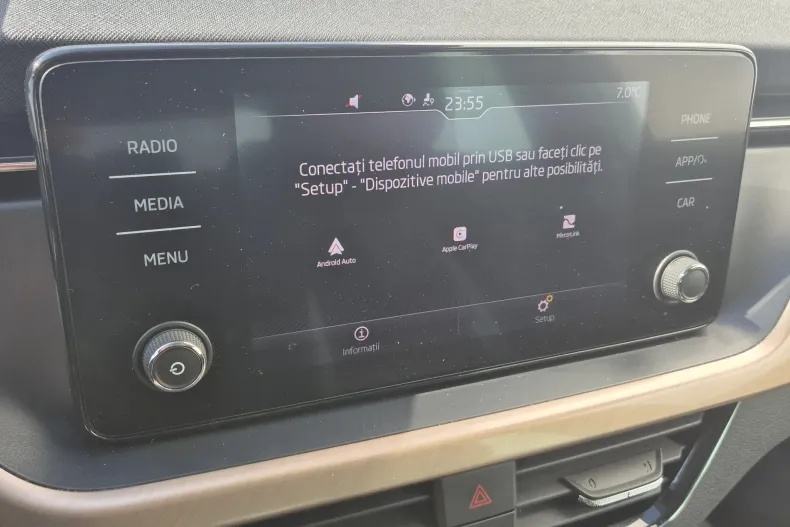 23:55
7.0°C
RADIO
MEDIA
MENU
Conectați telefonul mobil prin USB sau faceți clic pe
"Setup" - "Dispozitive mobile" pentru alte posibilități.
Android Auto
Apple CarPlay
MirrorLink
Informații
Setup
PHONE
APP/
CAR